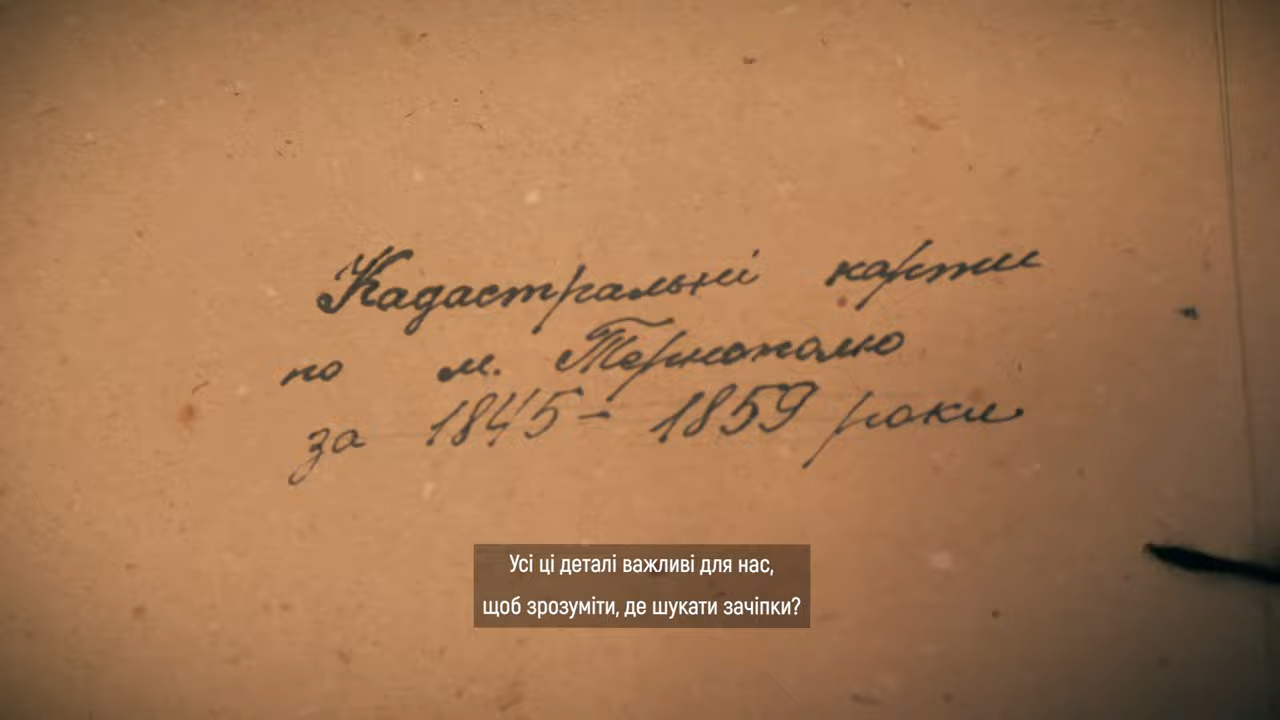 Кадастральні карти
по м. Тернополю
за 1845 - 1859 роки
Усі ці деталі важливі для нас,
щоб зрозуміти, де шукати зачіпки?